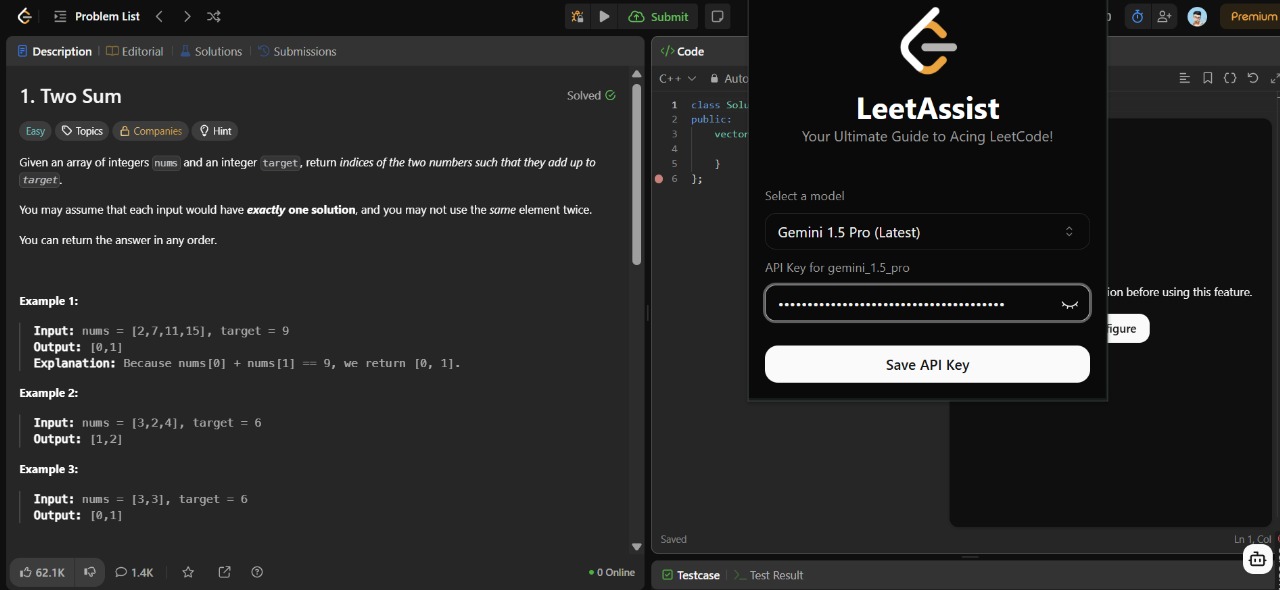 Problem List
Submit
Premium
Description
Editorial
Solutions
Submissions
1. Two Sum
Solved
Easy
Topics
Companies
Hint
Given an array of integers nums and an integer target, return indices of the two numbers such that they add up to
target.
You may assume that each input would have exactly one solution, and you may not use the same element twice.
You can return the answer in any order.
Example 1:
Input: nums = [2,7,11,15], target = 9
Output: [0,1]
Explanation: Because nums[0] + nums[1] == 9, we return [0, 1].
Example 2:
Input: nums = [3,2,4], target = 6
Output: [1,2]
Example 3:
Input: nums = [3,3], target = 6
Output: [0,1]
62.1K
1.4K
0 Online
</> Code
C++
Auto
1 class Solu
2 public:
3 vector
4
5 }
6 };
Saved
Ln 1, Col
Testcase
Test Result
LeetAssist
Your Ultimate Guide to Acing LeetCode!
Select a model
Gemini 1.5 Pro (Latest)
API Key for gemini_1.5_pro
Save API Key
ion before using this feature.
figure